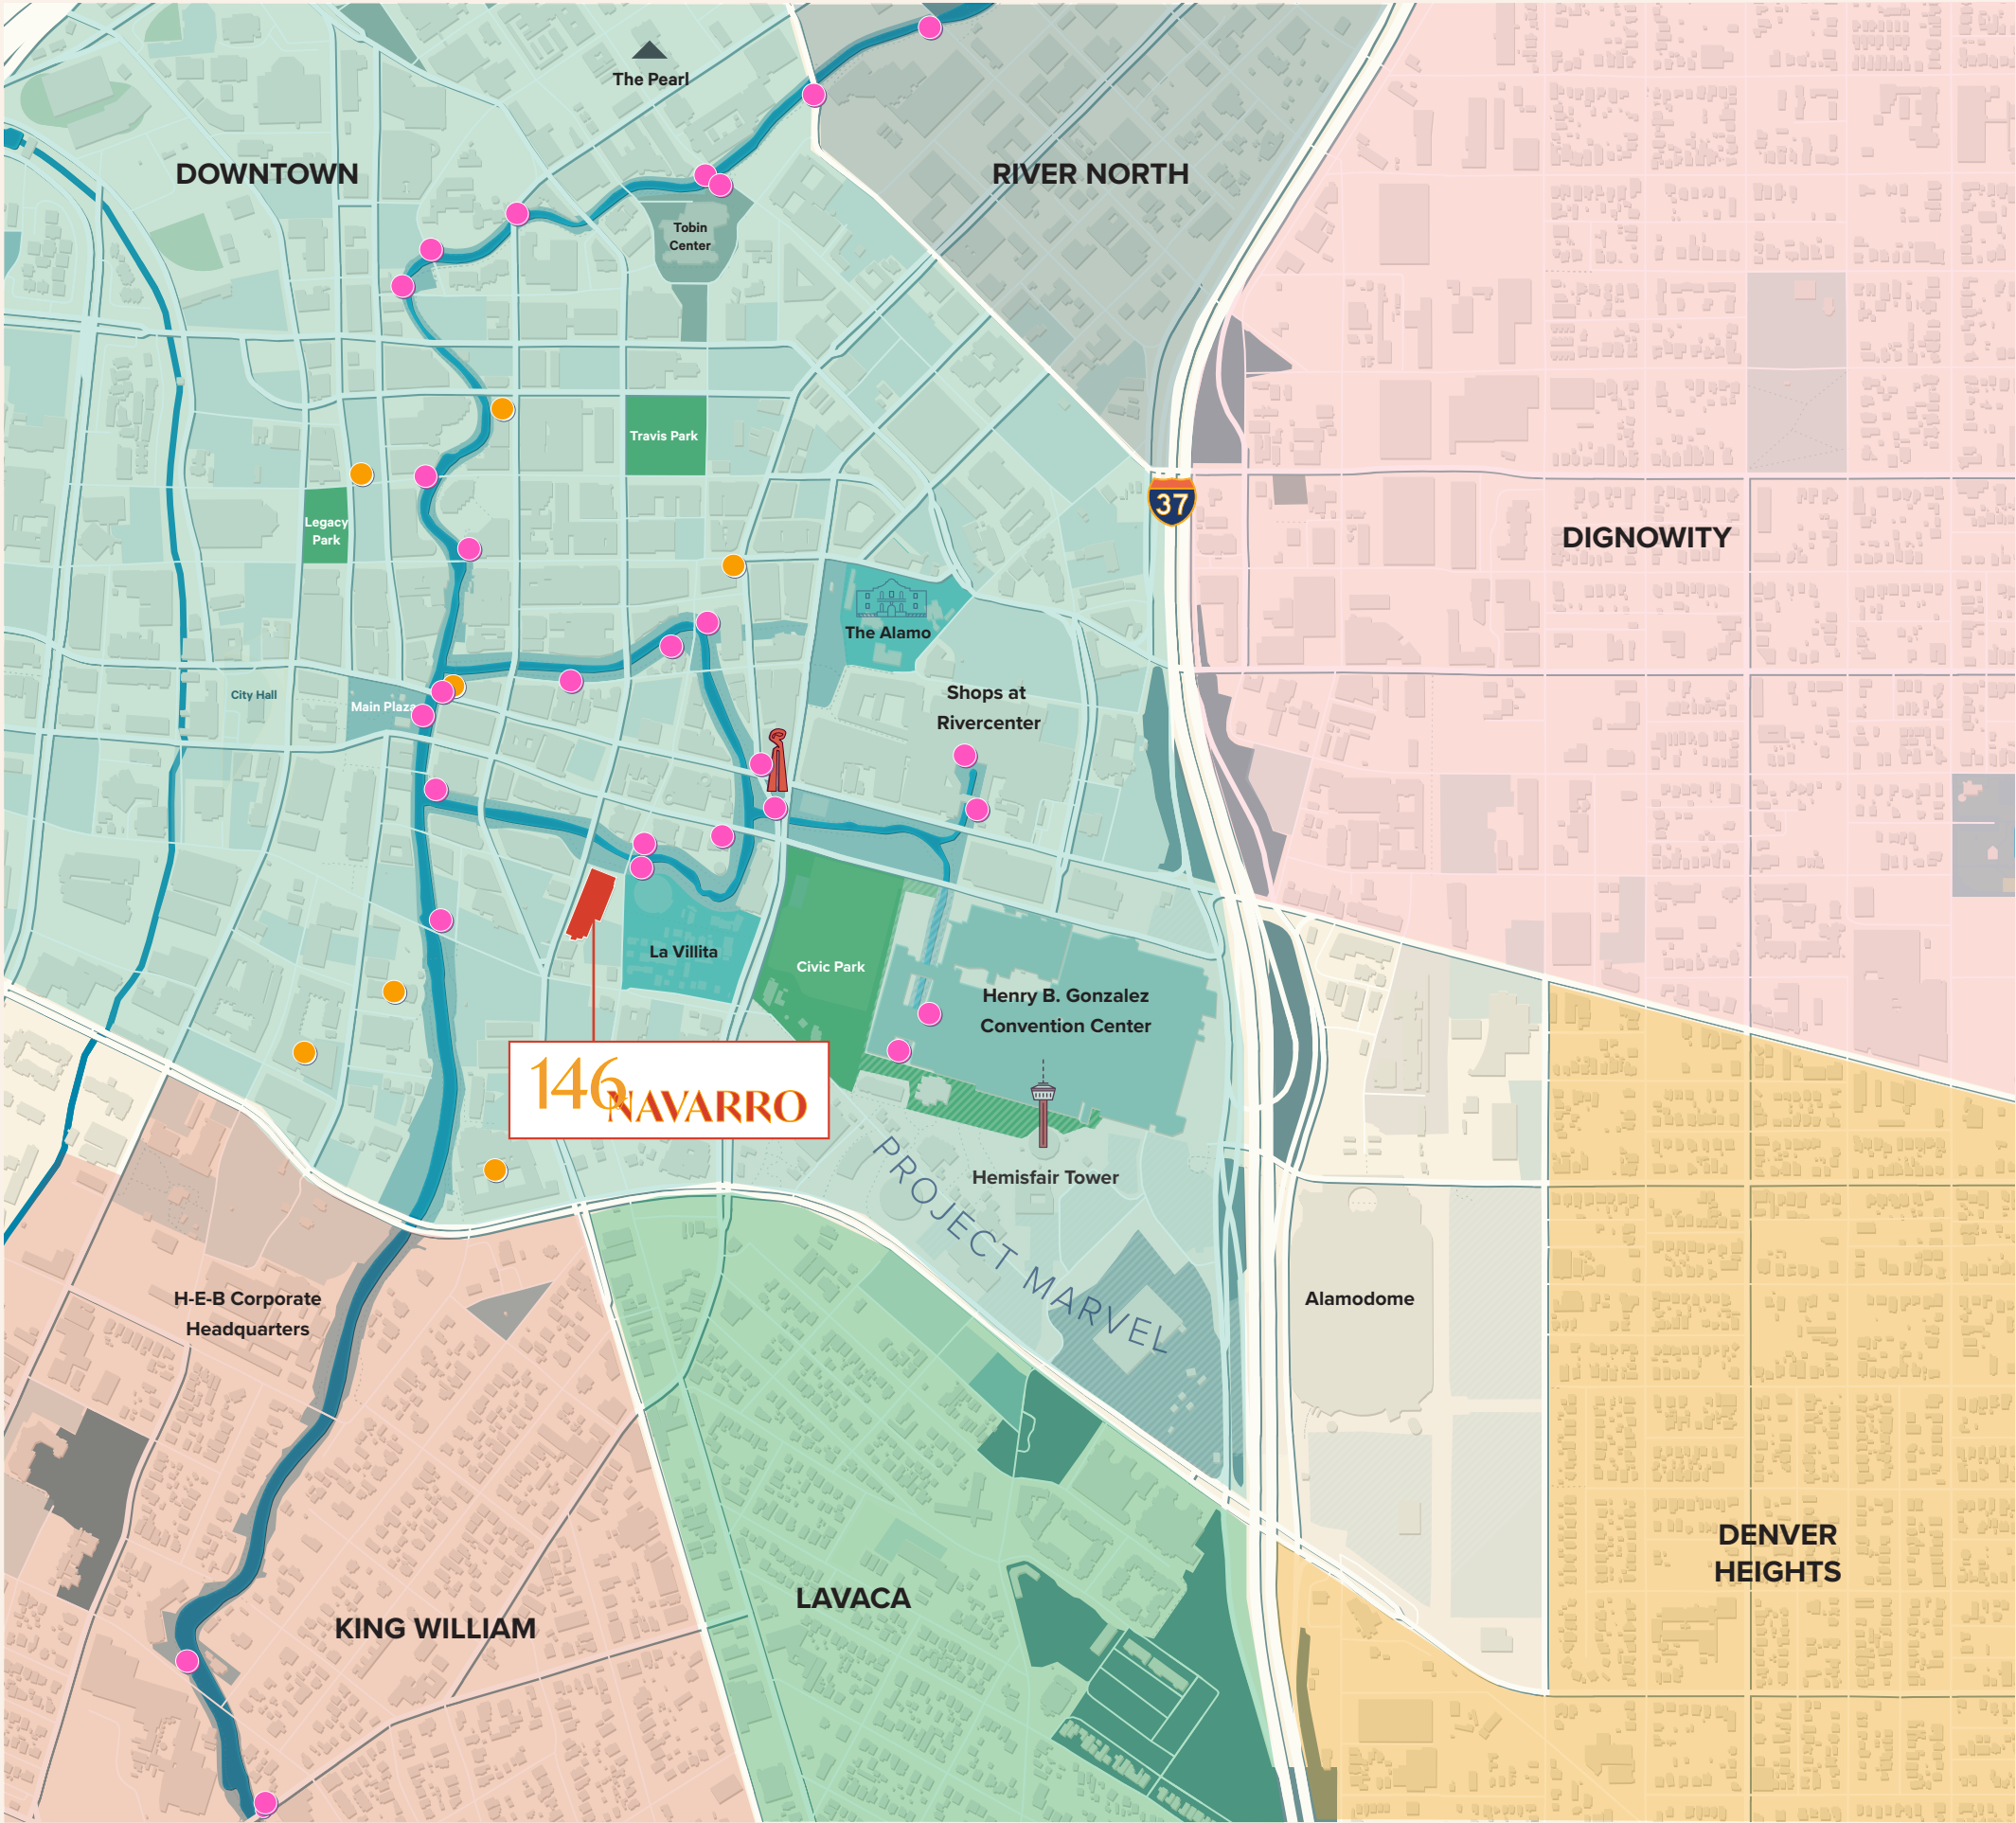 The Pearl
DOWNTOWN
RIVER NORTH
Tobin
Center
Travis Park
37
Legacy
Park
DIGNOWITY
The Alamo
City Hall
Main Plaza
Shops at
Rivercenter
La Villita
Civic Park
Henry B. Gonzalez
Convention Center
146
NAVARRO
Hemisfair Tower
PROJECT MARVEL
H-E-B Corporate
Headquarters
Alamodome
DENVER
HEIGHTS
LAVACA
KING WILLIAM